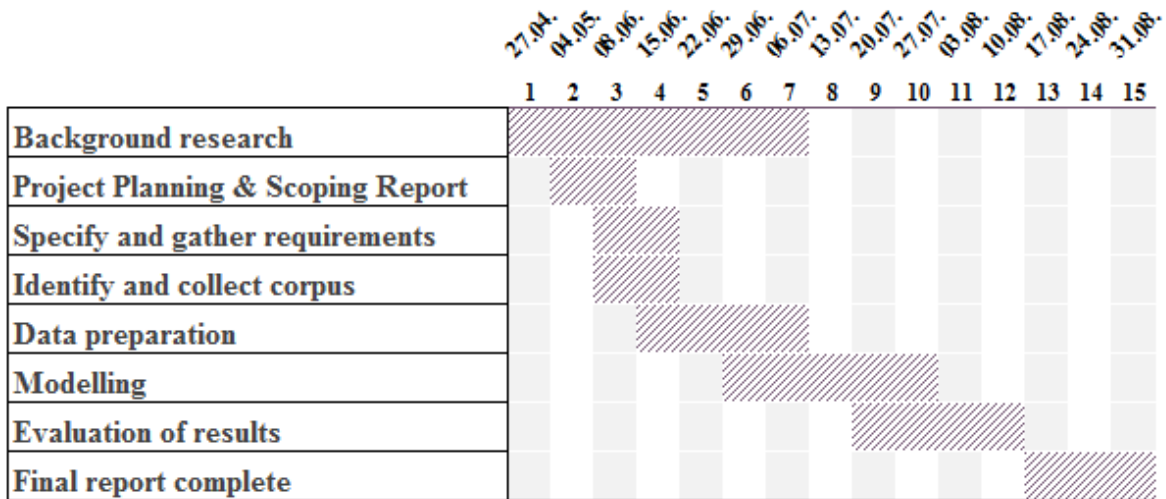 27.04. 04.05. 08.06. 15.06. 22.06. 29.06. 06.07. 13.07. 20.07. 27.07. 03.08. 10.08. 17.08. 24.08. 31.08.
1 2 3 4 5 6 7 8 9 10 11 12 13 14 15
Background research
Project Planning & Scoping Report
Specify and gather requirements
Identify and collect corpus
Data preparation
Modelling
Evaluation of results
Final report complete